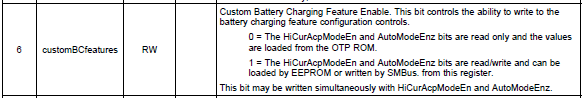 Custom Battery Charging Feature Enable. This bit controls the ability to write to the
battery charging feature configuration controls.
0 = The HiCurAcpModeEn and AutoModeEnz bits are read only and the values
are loaded from the OTP ROM.
6 customBCfeatures RW
1 = The HiCurAcpModeEn and AutoModeEnz bits are read/write and can be
loaded by EEPROM or written by SMBus. from this register.
This bit may be written simultaneously with HiCurAcpModeEn and AutoModeEnz.